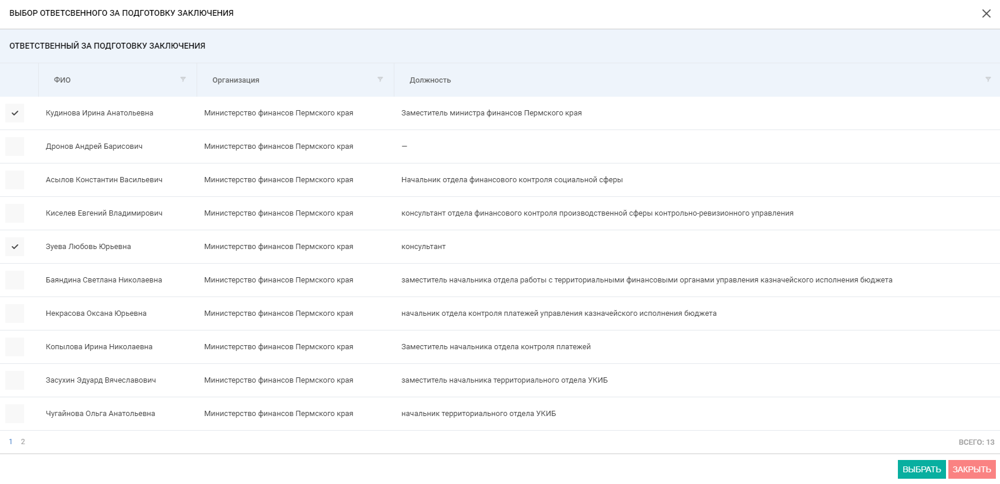 ВЫБОР ОТВЕТСВЕННОГО ЗА ПОДГОТОВКУ ЗАКЛЮЧЕНИЯ
ОТВЕТСТВЕННЫЙ ЗА ПОДГОТОВКУ ЗАКЛЮЧЕНИЯ
ФИО Организация Должность
Кудинова Ирина Анатольевна Министерство финансов Пермского края Заместитель министра финансов Пермского края
Дронов Андрей Барисович Министерство финансов Пермского края —
Асылов Константин Васильевич Министерство финансов Пермского края Начальник отдела финансового контроля социальной сферы
Киселев Евгений Владимирович Министерство финансов Пермского края консультант отдела финансового контроля производственной сферы контрольно-ревизионного управления
Зуева Любовь Юрьевна Министерство финансов Пермского края консультант
Баяндина Светлана Николаевна Министерство финансов Пермского края заместитель начальника отдела работы с территориальными финансовыми органами управления казначейского исполнения бюджета
Некрасова Оксана Юрьевна Министерство финансов Пермского края начальник отдела контроля платежей управления казначейского исполнения бюджета
Копылова Ирина Николаевна Министерство финансов Пермского края Заместитель начальника отдела контроля платежей
Засухин Эдуард Вячеславович Министерство финансов Пермского края заместитель начальника территориального отдела УКИБ
Чугайнова Ольга Анатольевна Министерство финансов Пермского края начальник территориального отдела УКИБ
1 2 ВСЕГО: 13
ВЫБРАТЬ ЗАКРЫТЬ